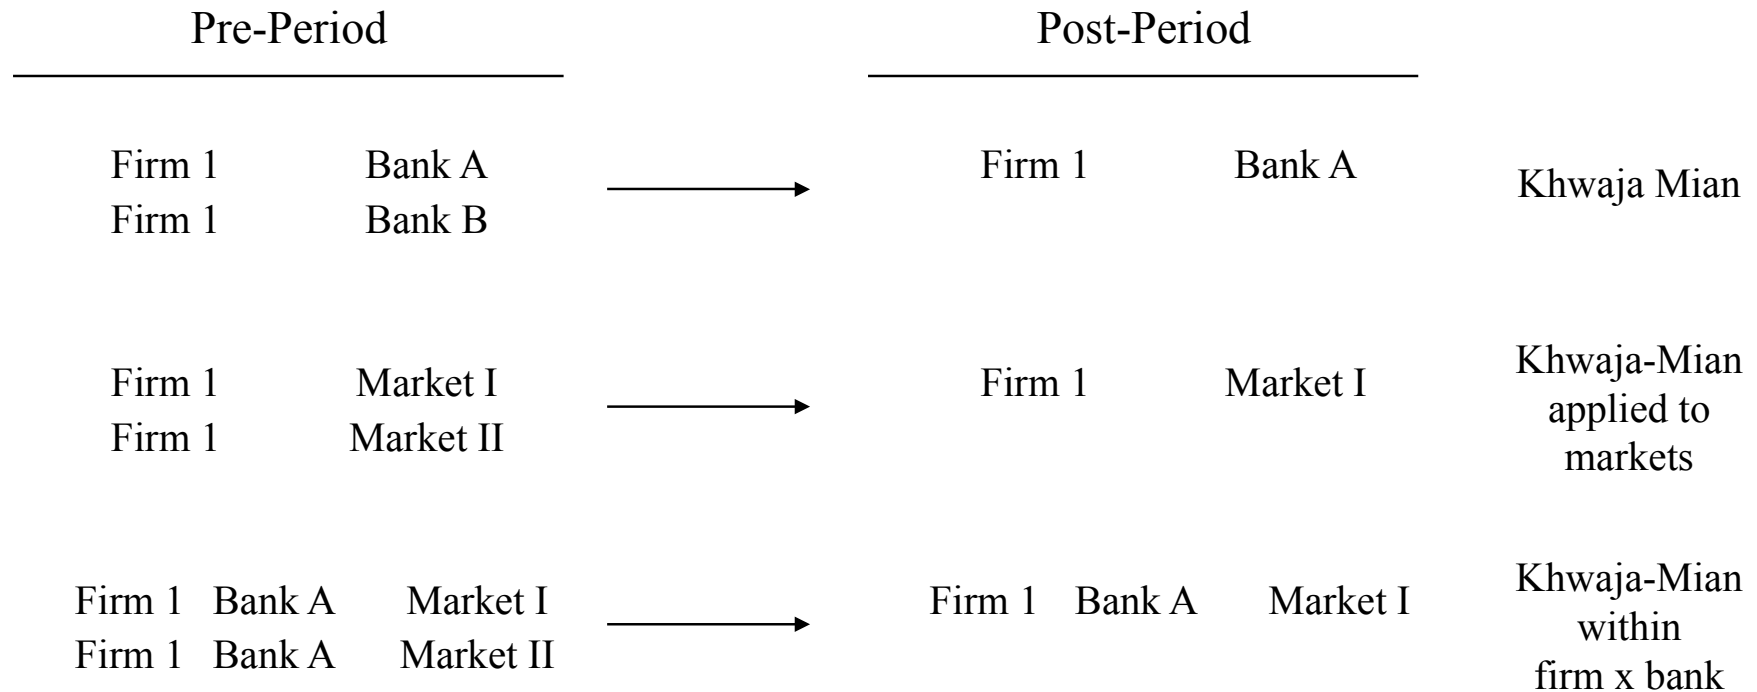 Pre-Period Post-Period
Firm 1 Bank A Firm 1 Bank A Khwaja Mian
Firm 1 Bank B
Firm 1 Market I Firm 1 Market I Khwaja-Mian
applied to
Firm 1 Market II
markets
Firm 1 Bank A Market I Firm 1 Bank A Market I Khwaja-Mian
within
Firm 1 Bank A Market II
firm x bank